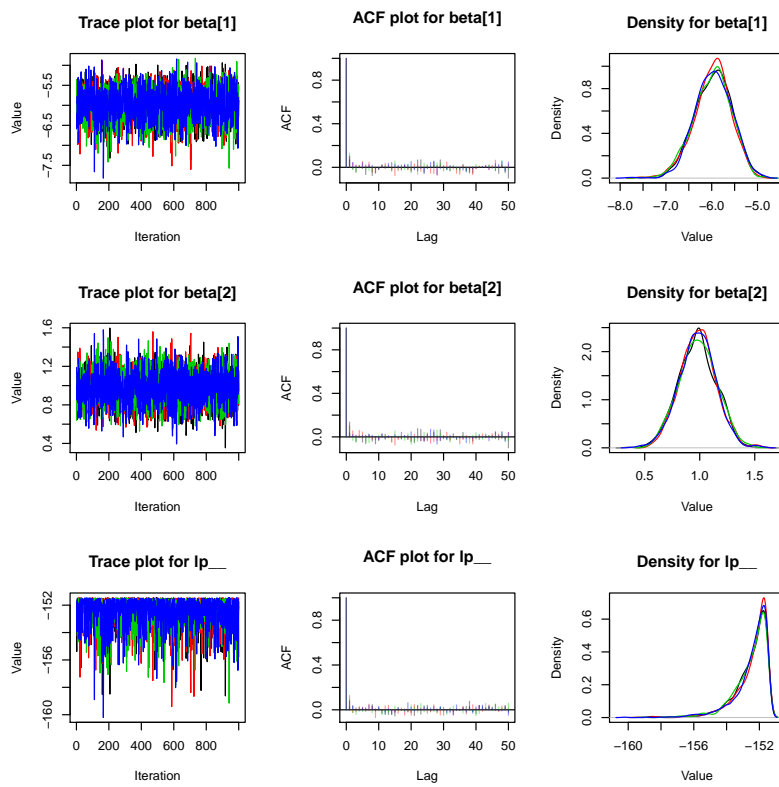 Trace plot for beta[1]
Value
−7.5 −6.5 −5.5
0 200 400 600 800
Iteration
ACF plot for beta[1]
ACF
0.0 0.4 0.8
0 10 20 30 40 50
Lag
Density for beta[1]
Density
0.0 0.4 0.8
−8.0 −7.0 −6.0 −5.0
Value
Trace plot for beta[2]
Value
0.4 0.8 1.2 1.6
0 200 400 600 800
Iteration
ACF plot for beta[2]
ACF
0.0 0.4 0.8
0 10 20 30 40 50
Lag
Density for beta[2]
Density
0.0 1.0 2.0
0.5 1.0 1.5
Value
Trace plot for lp__
Value
−160 −156 −152
0 200 400 600 800
Iteration
ACF plot for lp__
ACF
0.0 0.4 0.8
0 10 20 30 40 50
Lag
Density for lp__
Density
0.0 0.2 0.4 0.6
−160 −156 −152
Value